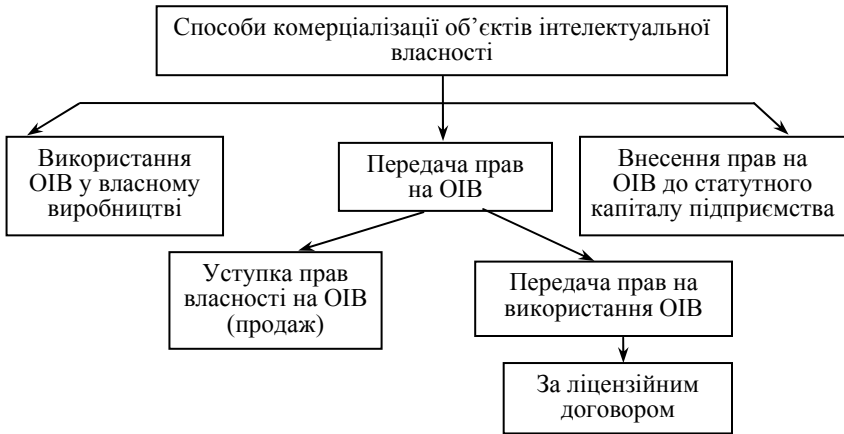 Способи комерціалізації об’єктів інтелектуальної
власності
Використання
ОІВ у власному
виробництві
Передача прав
на ОІВ
Внесення прав на
ОІВ до статутного
капіталу підприємства
Уступка прав
власності на ОІВ
(продаж)
Передача прав на
використання ОІВ
За ліцензійним
договором